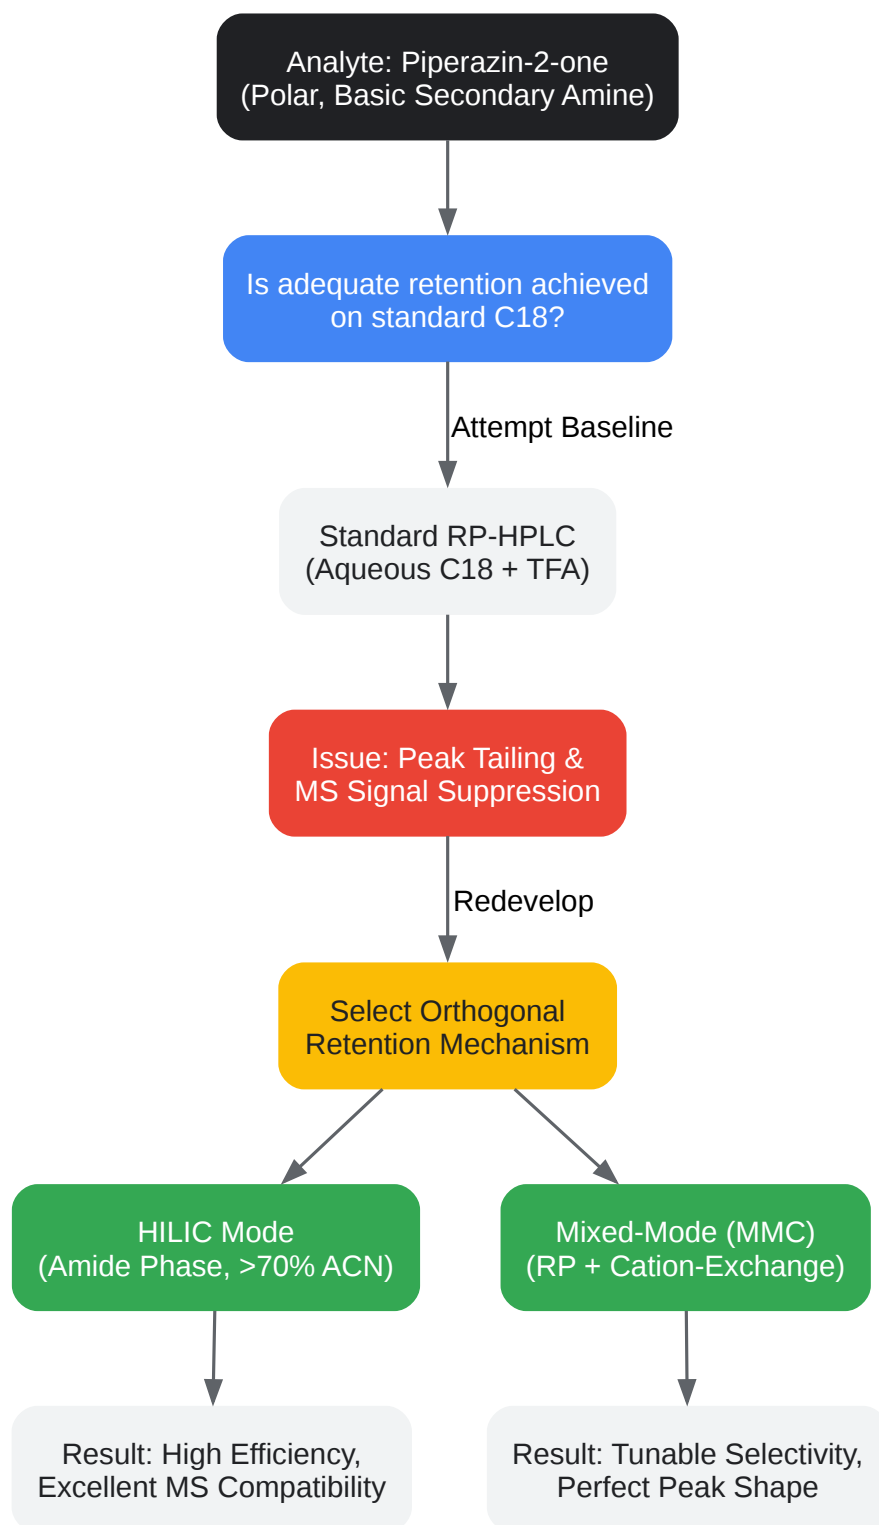 Analyte: Piperazin-2-one
(Polar, Basic Secondary Amine)
Is adequate retention achieved
on standard C18?
Attempt Baseline
Standard RP-HPLC
(Aqueous C18 + TFA)
Issue: Peak Tailing &
MS Signal Suppression
Redevelop
Select Orthogonal
Retention Mechanism
HILIC Mode
(Amide Phase, >70% ACN)
Mixed-Mode (MMC)
(RP + Cation-Exchange)
Result: High Efficiency,
Excellent MS Compatibility
Result: Tunable Selectivity,
Perfect Peak Shape